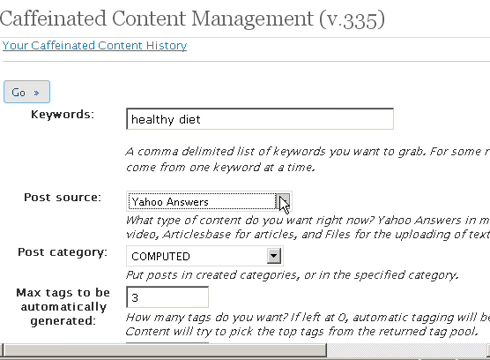 Caffeinated Content Management (v.335)
Your Caffeinated Content History
Go »
Keywords:
healthy diet
A comma delimited list of keywords you want to grab. For some r
come from one keyword at a time.
Post source:
Yahoo Answers
What type of content do you want right now? Yahoo Answers in m
video, Articlesbase for articles, and Files for the uploading of text
Post category:
COMPUTED
Put posts in created categories, or in the specified category.
Max tags to be
automatically
generated:
3
How many tags do you want? If left at 0, automatic tagging will be
Content will try to pick the top tags from the returned tag pool.